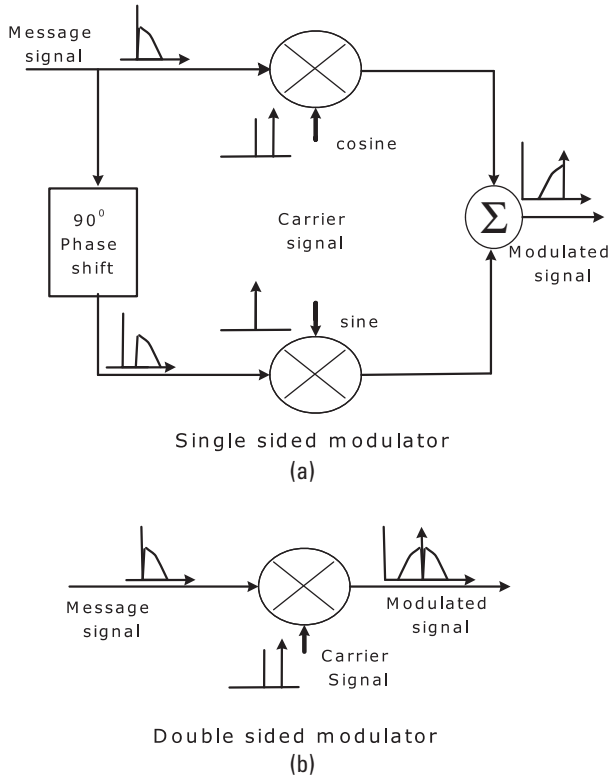 Message
signal
cosine
90⁰
Phase
shift
Carrier
signal
Σ
Modulated
signal
sine
Single sided modulator
(a)
Message
signal
Modulated
signal
Carrier
Signal
Double sided modulator
(b)